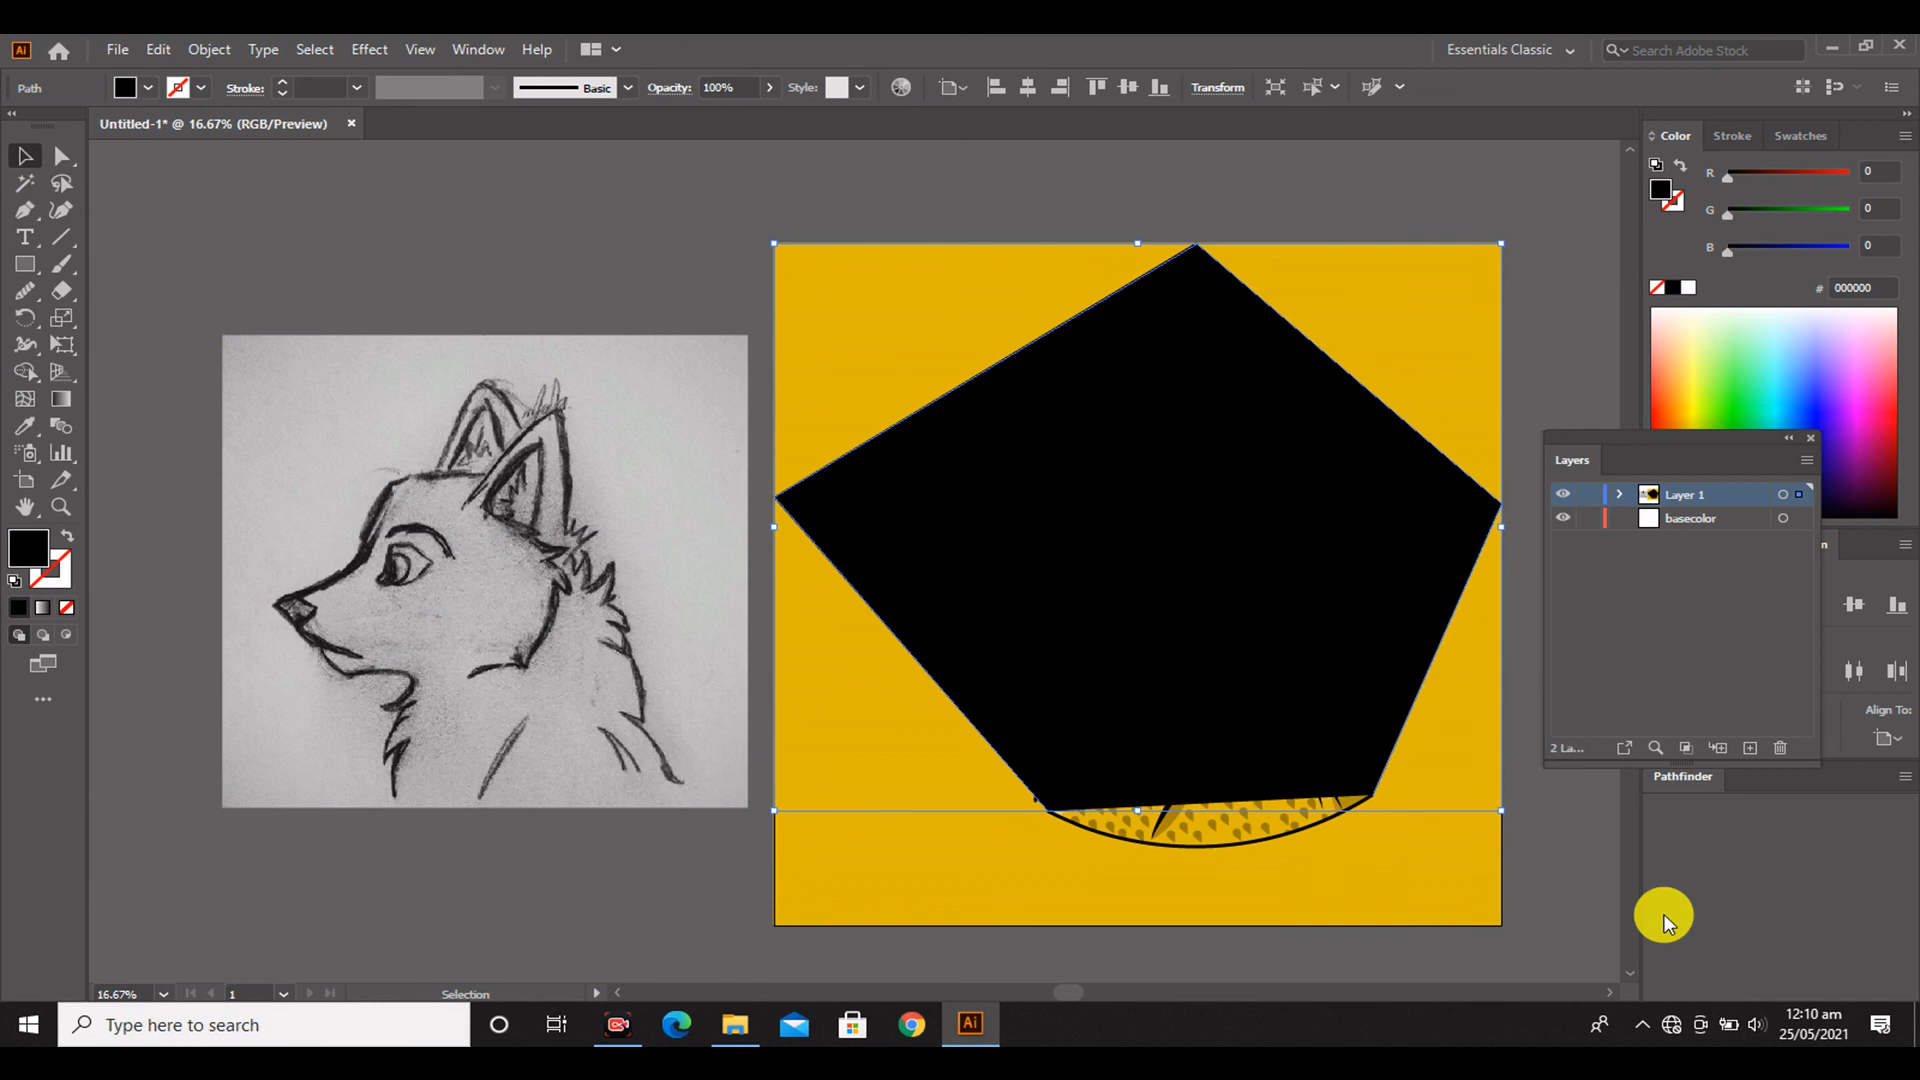 Ai File Edit Object Type Select Effect View Window Help Essentials Classic Search Adobe Stock
Path Stroke: Basic Opacity: 100% Style: Transform
Untitled-1* @ 16.67% (RGB/Preview)
Color Stroke Swatches
R 0
G 0
B 0
# 000000
Layers
Layer 1
basecolor
Align To:
2 La...
Pathfinder
16.67% 1 Selection
Type here to search
Ai
12:10 am
25/05/2021